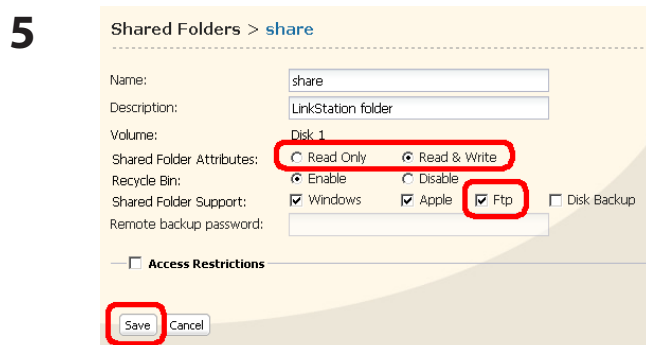 5
Shared Folders > share
Name: share
Description: LinkStation folder
Volume: Disk 1
Shared Folder Attributes: Read Only Read & Write
Recycle Bin: Enable Disable
Shared Folder Support: Windows Apple Ftp Disk Backup
Remote backup password:
Access Restrictions
Save Cancel